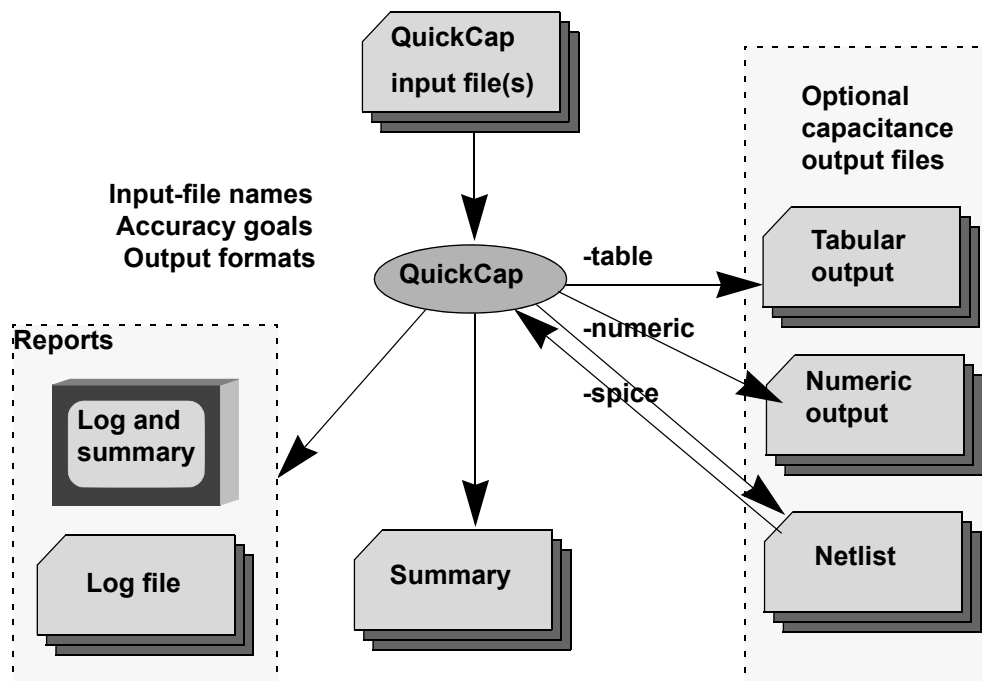 QuickCap
input file(s)
Optional
capacitance
output files
Input-file names
Accuracy goals
Output formats
QuickCap
-table
Tabular
output
-numeric
Reports
Numeric
output
-spice
Log and
summary
Netlist
Summary
Log file